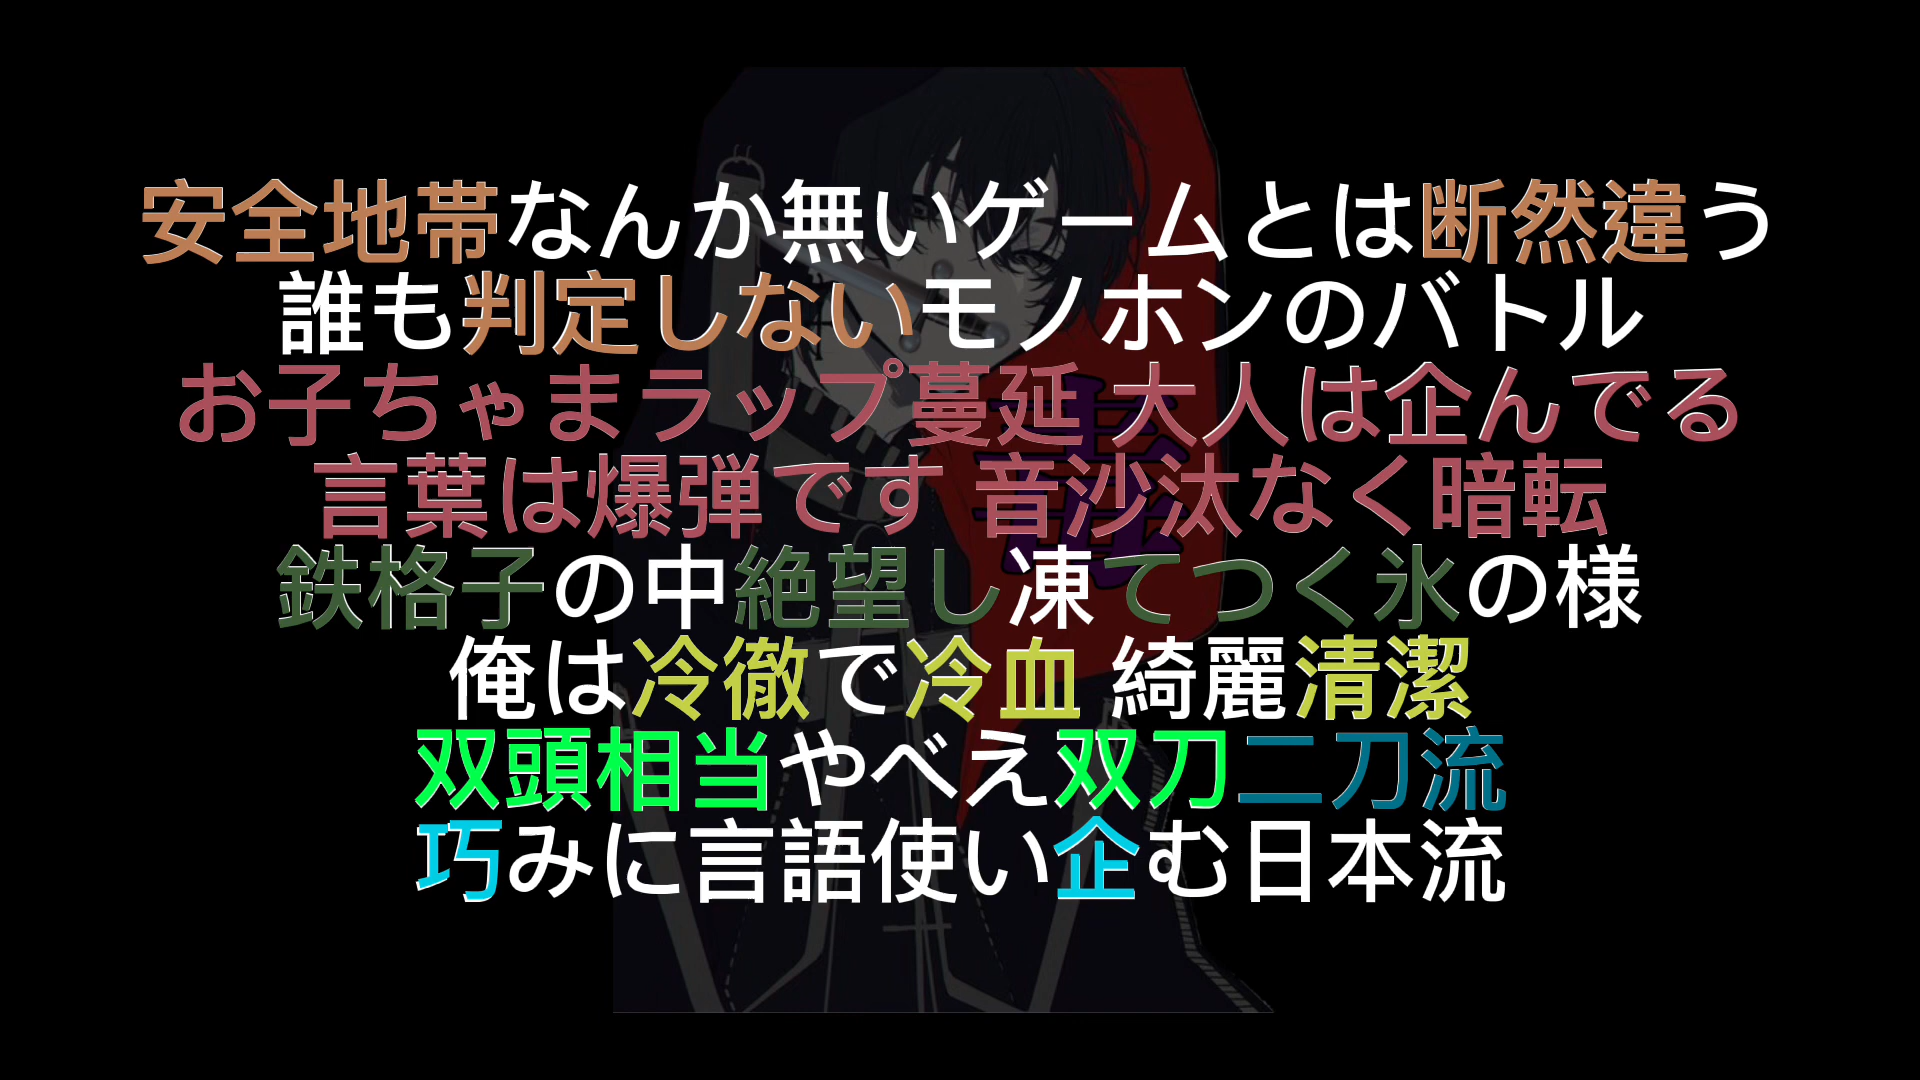 安全地帯なんか無いゲームとは断然違う
誰も判定しないモノホンのバトル
お子ちゃまラップ蔓延 大人は企んでる
言葉は爆弾です 音沙汰なく暗転
鉄格子の中絶望し凍てつく氷の様
俺は冷徹で冷血 綺麗清潔
双頭相当やべえ双刀二刀流
巧みに言語使い企む日本流